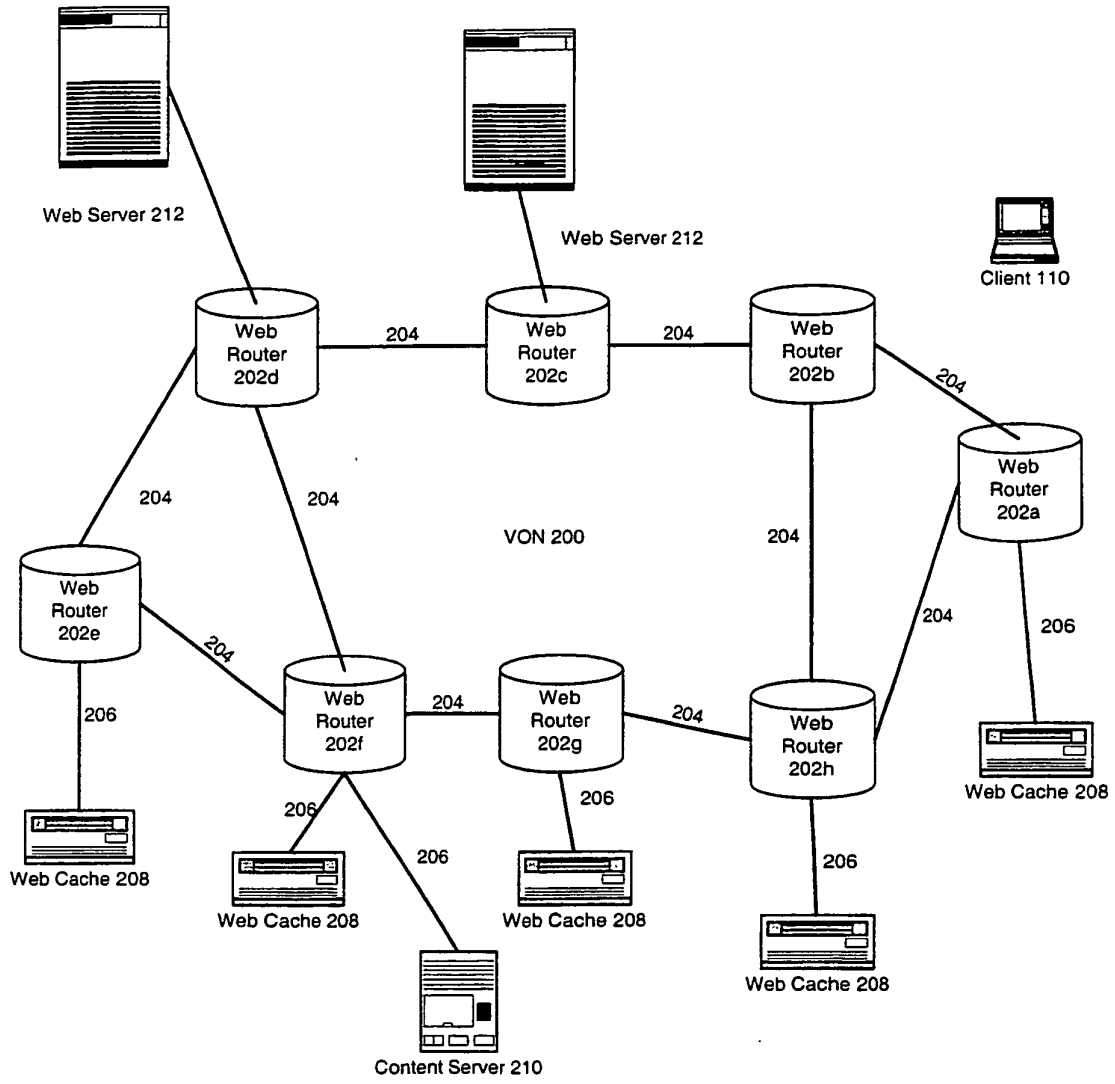 Web Server 212
Web Server 212
Client 110
Web
Router
202d
204
Web
Router
202c
204
Web
Router
202b
204
Web
Router
202a
204
204
VON 200
204
204
206
Web
Router
202e
204
Web
Router
202f
204
Web
Router
202g
204
Web
Router
202h
206
206
206
206
206
Web Cache 208
Web Cache 208
Web Cache 208
Web Cache 208
Web Cache 208
Content Server 210